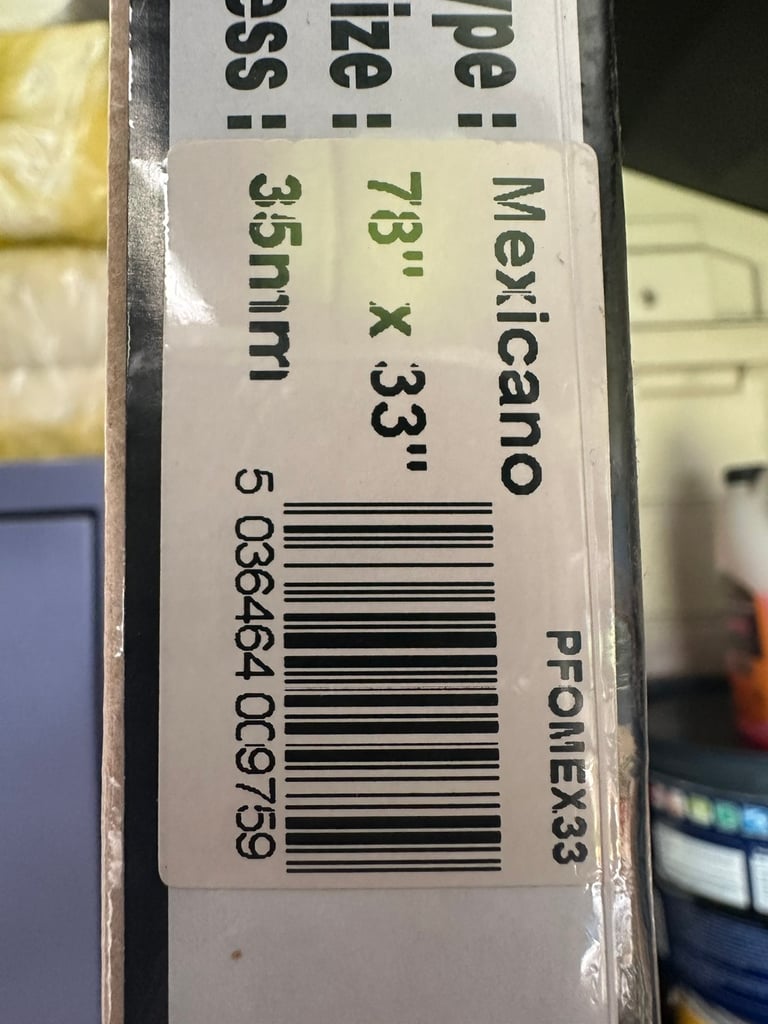 PFOMEX33
ype : Mexicano
ize : 78" x 33"
ess : 35mm
5 036464 009759